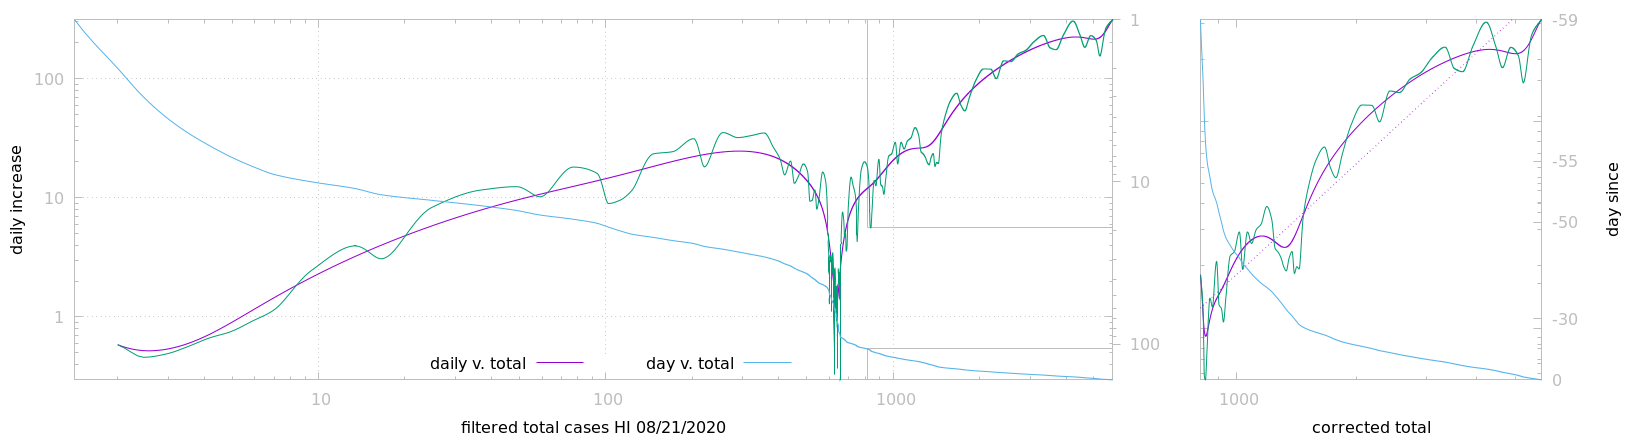 1
-59
100
daily increase
10
10
-55
-50
day since
1
-30
daily v. total
day v. total
100
0
10
100
1000
1000
filtered total cases HI 08/21/2020
corrected total